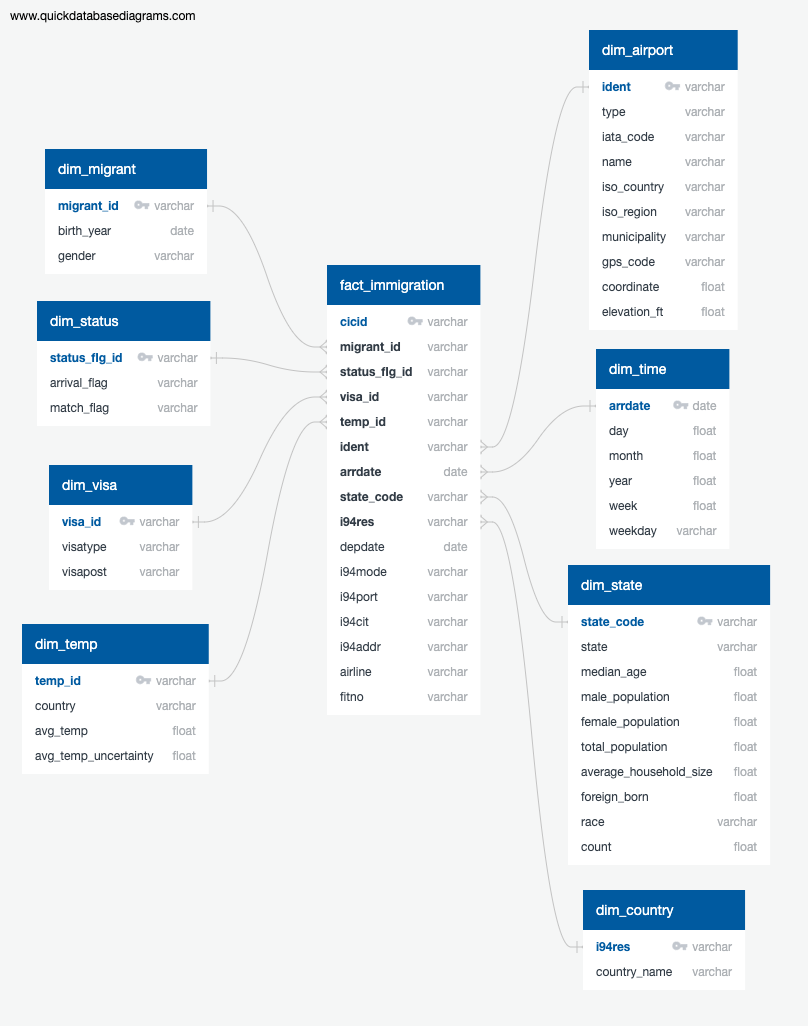 www.quickdatabasediagrams.com
dim_migrant
migrant_id varchar
birth_year date
gender varchar
dim_status
status_flg_id varchar
arrival_flag varchar
match_flag varchar
dim_visa
visa_id varchar
visatype varchar
visapost varchar
dim_temp
temp_id varchar
country varchar
avg_temp float
avg_temp_uncertainty float
fact_immigration
cicid varchar
migrant_id varchar
status_flg_id varchar
visa_id varchar
temp_id varchar
ident varchar
arrdate date
state_code varchar
i94res varchar
depdate date
i94mode varchar
i94port varchar
i94cit varchar
i94addr varchar
airline varchar
fitno varchar
dim_airport
ident varchar
type varchar
iata_code varchar
name varchar
iso_country varchar
iso_region varchar
municipality varchar
gps_code varchar
coordinate float
elevation_ft float
dim_time
arrdate date
day float
month float
year float
week float
weekday varchar
dim_state
state_code varchar
state varchar
median_age float
male_population float
female_population float
total_population float
average_household_size float
foreign_born float
race varchar
count float
dim_country
i94res varchar
country_name varchar